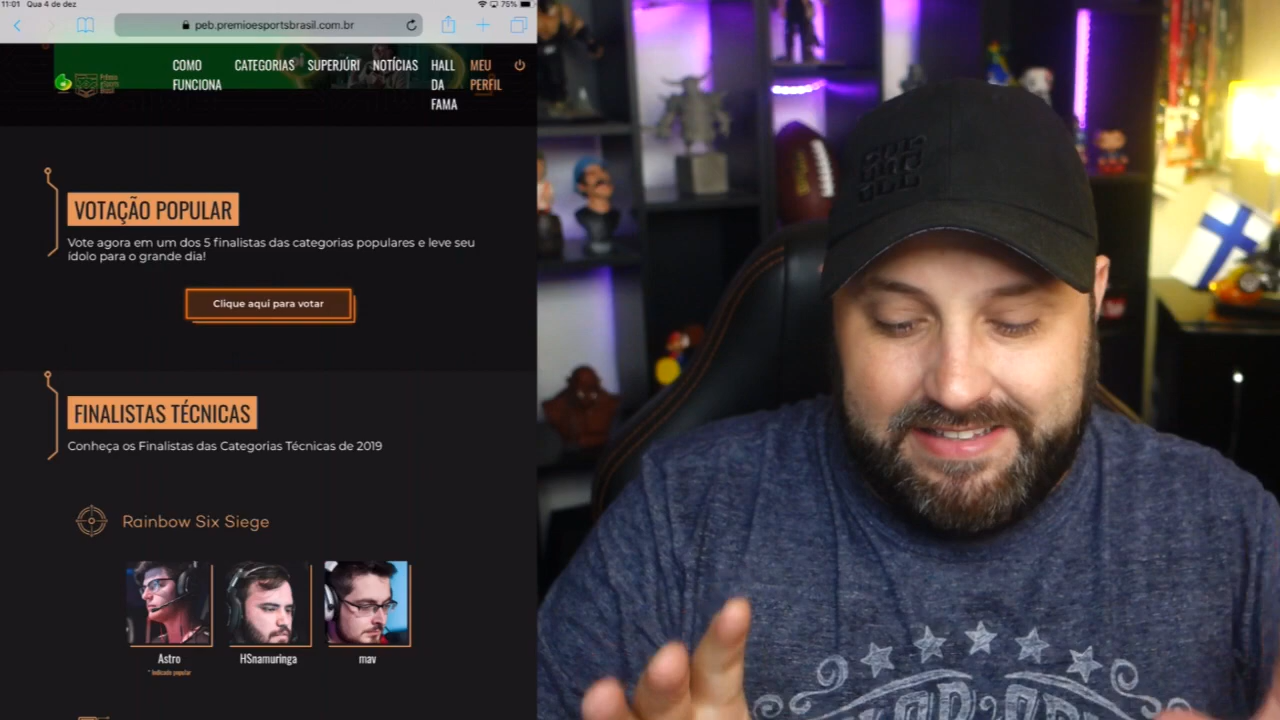 11:01 Qua 4 de dez
75%
peb.premioesportsbrasil.com.br
COMO FUNCIONA
CATEGORIAS
SUPERJÚRI
NOTÍCIAS
HALL DA FAMA
MEU PERFIL
VOTAÇÃO POPULAR
Vote agora em um dos 5 finalistas das categorias populares e leve seu
ídolo para o grande dia!
Clique aqui para votar
FINALISTAS TÉCNICAS
Conheça os Finalistas das Categorias Técnicas de 2019
Rainbow Six Siege
Astro
HSnamuringa
mav
* Indicado popular